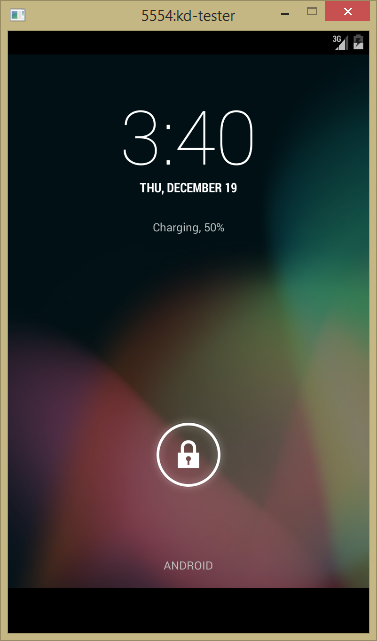 5554:kd-tester
3G
3:40
THU, DECEMBER 19
Charging, 50%
ANDROID